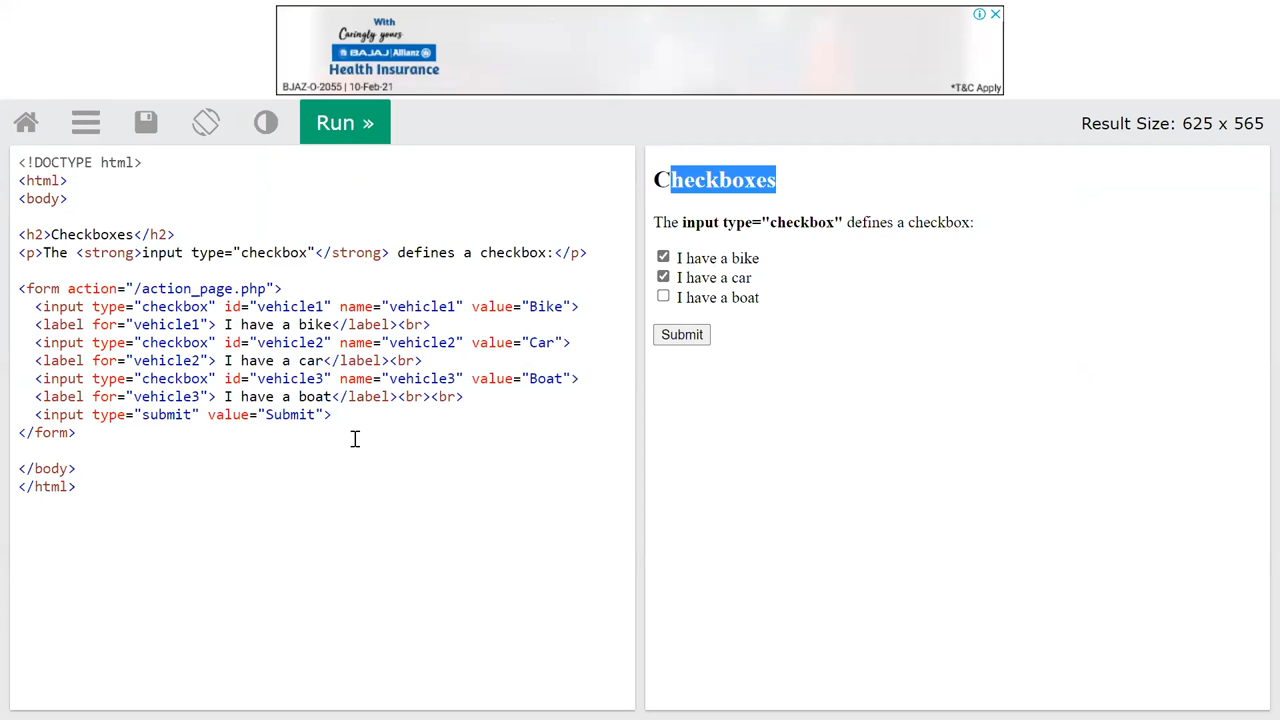 With
Caringly yours
BAJAJ Allianz
Health Insurance
BJAZ-O-2055 | 10-Feb-21
*T&C Apply
Run »
Result Size: 625 x 565
<!DOCTYPE html>
<html>
<body>
<h2>Checkboxes</h2>
<p>The <strong>input type="checkbox"</strong> defines a checkbox:</p>
<form action="/action_page.php">
<input type="checkbox" id="vehicle1" name="vehicle1" value="Bike">
<label for="vehicle1"> I have a bike</label><br>
<input type="checkbox" id="vehicle2" name="vehicle2" value="Car">
<label for="vehicle2"> I have a car</label><br>
<input type="checkbox" id="vehicle3" name="vehicle3" value="Boat">
<label for="vehicle3"> I have a boat</label><br><br>
<input type="submit" value="Submit">
</form>
</body>
</html>
Checkboxes
The input type="checkbox" defines a checkbox:
I have a bike
I have a car
I have a boat
Submit